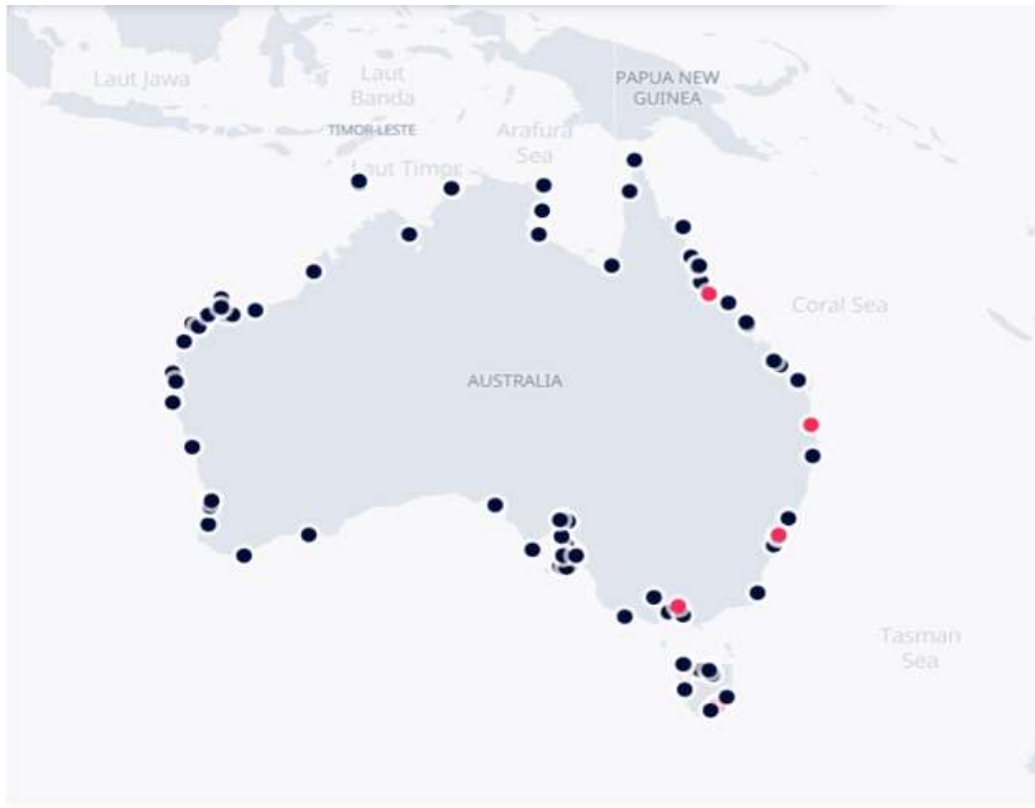 Laut Jawa
Laut
Banda
PAPUA NEW
GUINEA
TIMOR-LESTE
Arafura
Sea
Laut Timor
Coral Sea
AUSTRALIA
Tasman
Sea